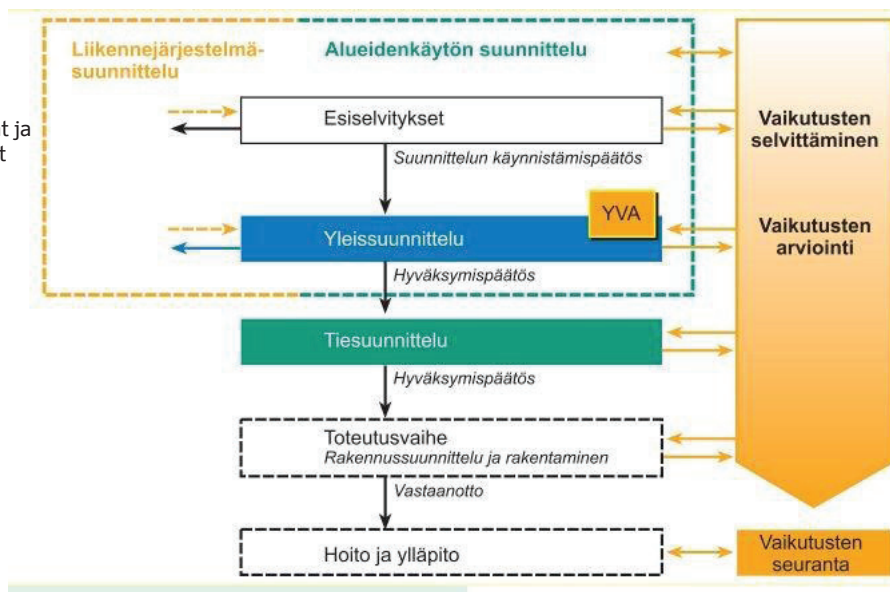 Liikennejärjestelmä-
suunnittelu
Alueidenkäytön suunnittelu
t ja
t
Esiselvitykset
Suunnittelun käynnistämispäätös
YVA
Yleissuunnittelu
Hyväksymispäätös
Tiesuunnittelu
Hyväksymispäätös
Toteutusvaihe
Rakennussuunnittelu ja rakentaminen
Vastaanotto
Hoito ja ylläpito
Vaikutusten
selvittäminen
Vaikutusten
arviointi
Vaikutusten
seuranta